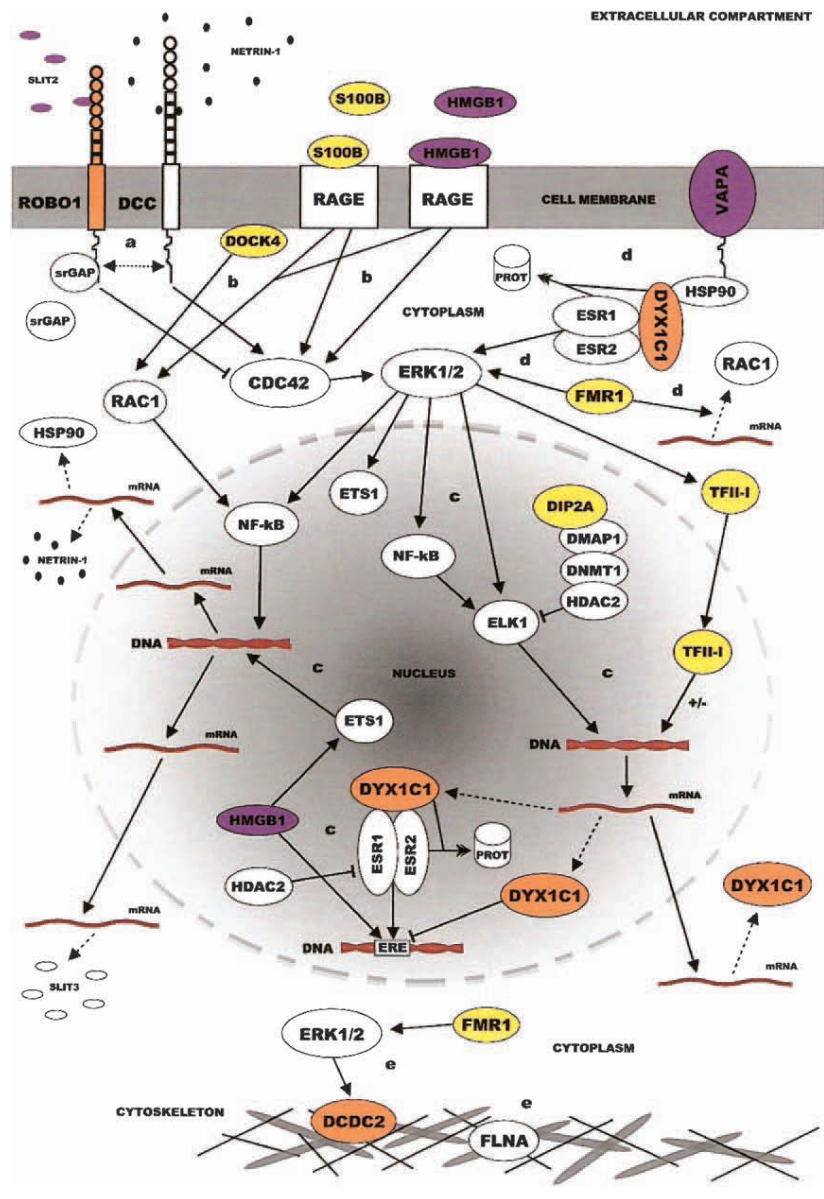 EXTRACELLULAR COMPARTMENT
NETRIN-1
SLIT2
S100B
HMGB1
S100B
HMGB1
ROBO1
DCC
RAGE
RAGE
CELL MEMBRANE
VAPA
a
DOCK4
srGAP
b
b
d
PROT
HSP90
srGAP
CYTOPLASM
ESR1
DYX1C1
ESR2
CDC42
ERK1/2
d
RAC1
RAC1
FMR1
d
HSP90
mRNA
mRNA
ETS1
TFII-I
c
DIP2A
NF-kB
DMAP1
NETRIN-1
NF-kB
mRNA
DNMT1
HDAC2
ELK1
DNA
TFII-I
c
NUCLEUS
c
+/-
ETS1
mRNA
DNA
DYX1C1
mRNA
HMGB1
c
ESR1
ESR2
PROT
HDAC2
DYX1C1
DYX1C1
mRNA
DNA
ERE
mRNA
SLIT3
ERK1/2
FMR1
CYTOPLASM
e
CYTOSKELETON
DCDC2
e
FLNA